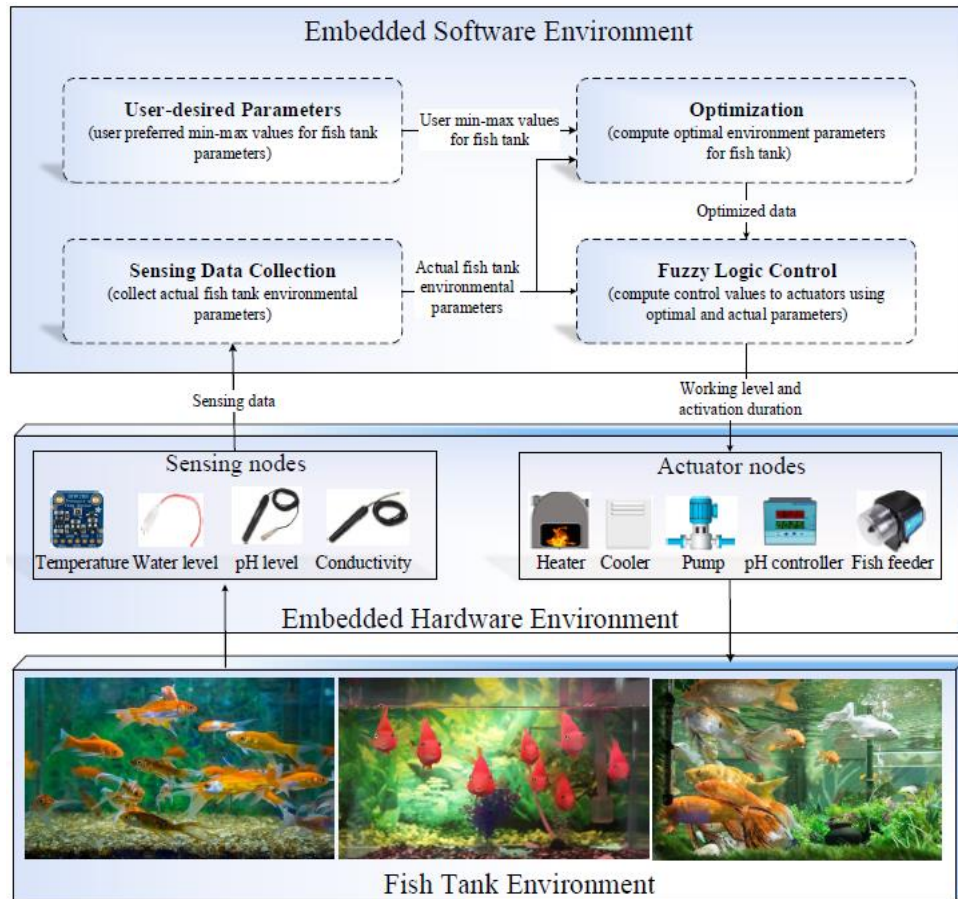 Embedded Software Environment
User-desired Parameters
(user preferred min-max values for fish tank
parameters)
User min-max values
for fish tank
Optimization
(compute optimal environment parameters
for fish tank)
Optimized data
Sensing Data Collection
(collect actual fish tank environmental
parameters)
Actual fish tank
environmental
parameters
Fuzzy Logic Control
(compute control values to actuators using
optimal and actual parameters)
Sensing data
Working level and
activation duration
Sensing nodes
Temperature Water level pH level Conductivity
Actuator nodes
Heater Cooler Pump pH controller Fish feeder
Embedded Hardware Environment
Fish Tank Environment